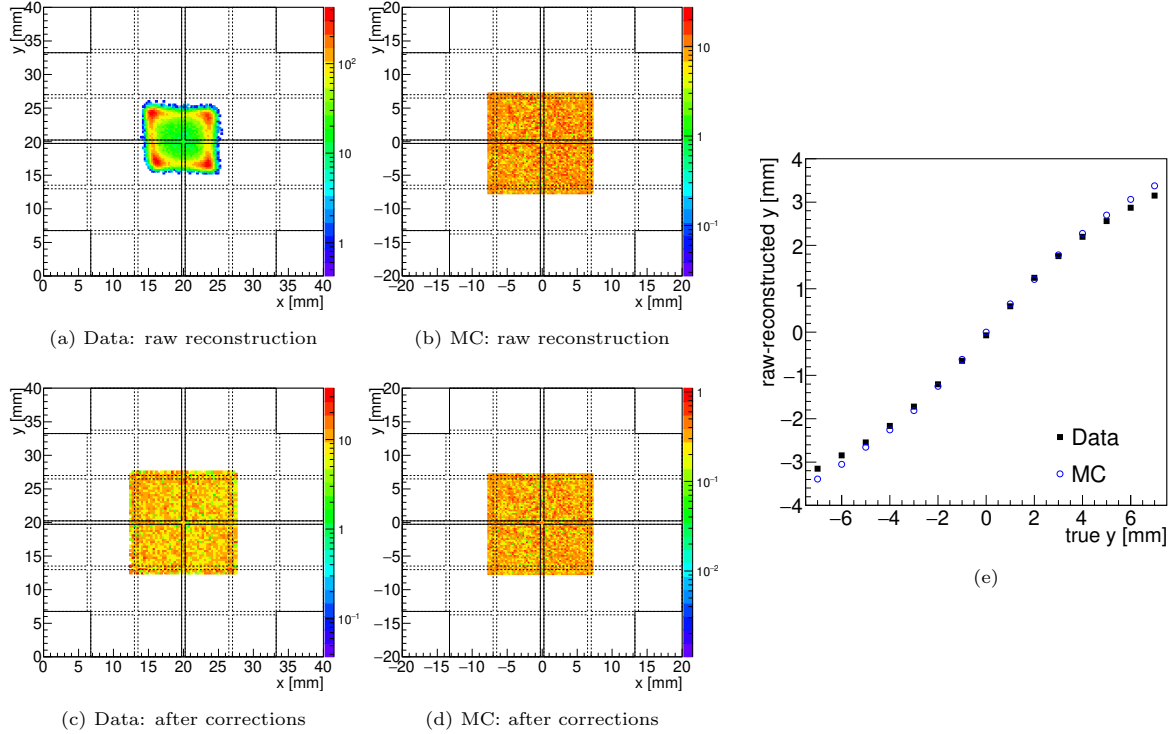 40
35
30
25
20
15
10
5
0
y [mm]
0 5 10 15 20 25 30 35 40
x [mm]
10²
10
1
(a) Data: raw reconstruction
20
15
10
5
0
−5
−10
−15
−20
y [mm]
−20 −15 −10 −5 0 5 10 15 20
x [mm]
10
1
10⁻¹
(b) MC: raw reconstruction
40
35
30
25
20
15
10
5
0
y [mm]
0 5 10 15 20 25 30 35 40
x [mm]
10
1
10⁻¹
(c) Data: after corrections
20
15
10
5
0
−5
−10
−15
−20
y [mm]
−20 −15 −10 −5 0 5 10 15 20
x [mm]
1
10⁻¹
10⁻²
(d) MC: after corrections
raw-reconstructed y [mm]
4
3
2
1
0
−1
−2
−3
−4
Data
MC
−6 −4 −2 0 2 4 6
true y [mm]
(e)